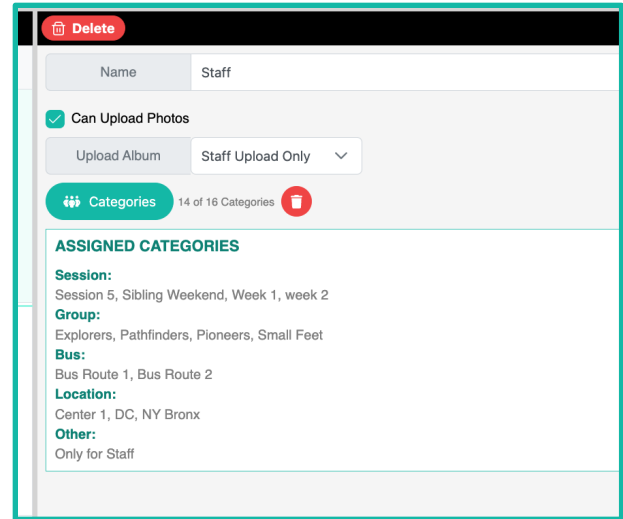 Delete
Name Staff
Can Upload Photos
Upload Album Staff Upload Only
Categories 14 of 16 Categories
ASSIGNED CATEGORIES
Session:
Session 5, Sibling Weekend, Week 1, week 2
Group:
Explorers, Pathfinders, Pioneers, Small Feet
Bus:
Bus Route 1, Bus Route 2
Location:
Center 1, DC, NY Bronx
Other:
Only for Staff